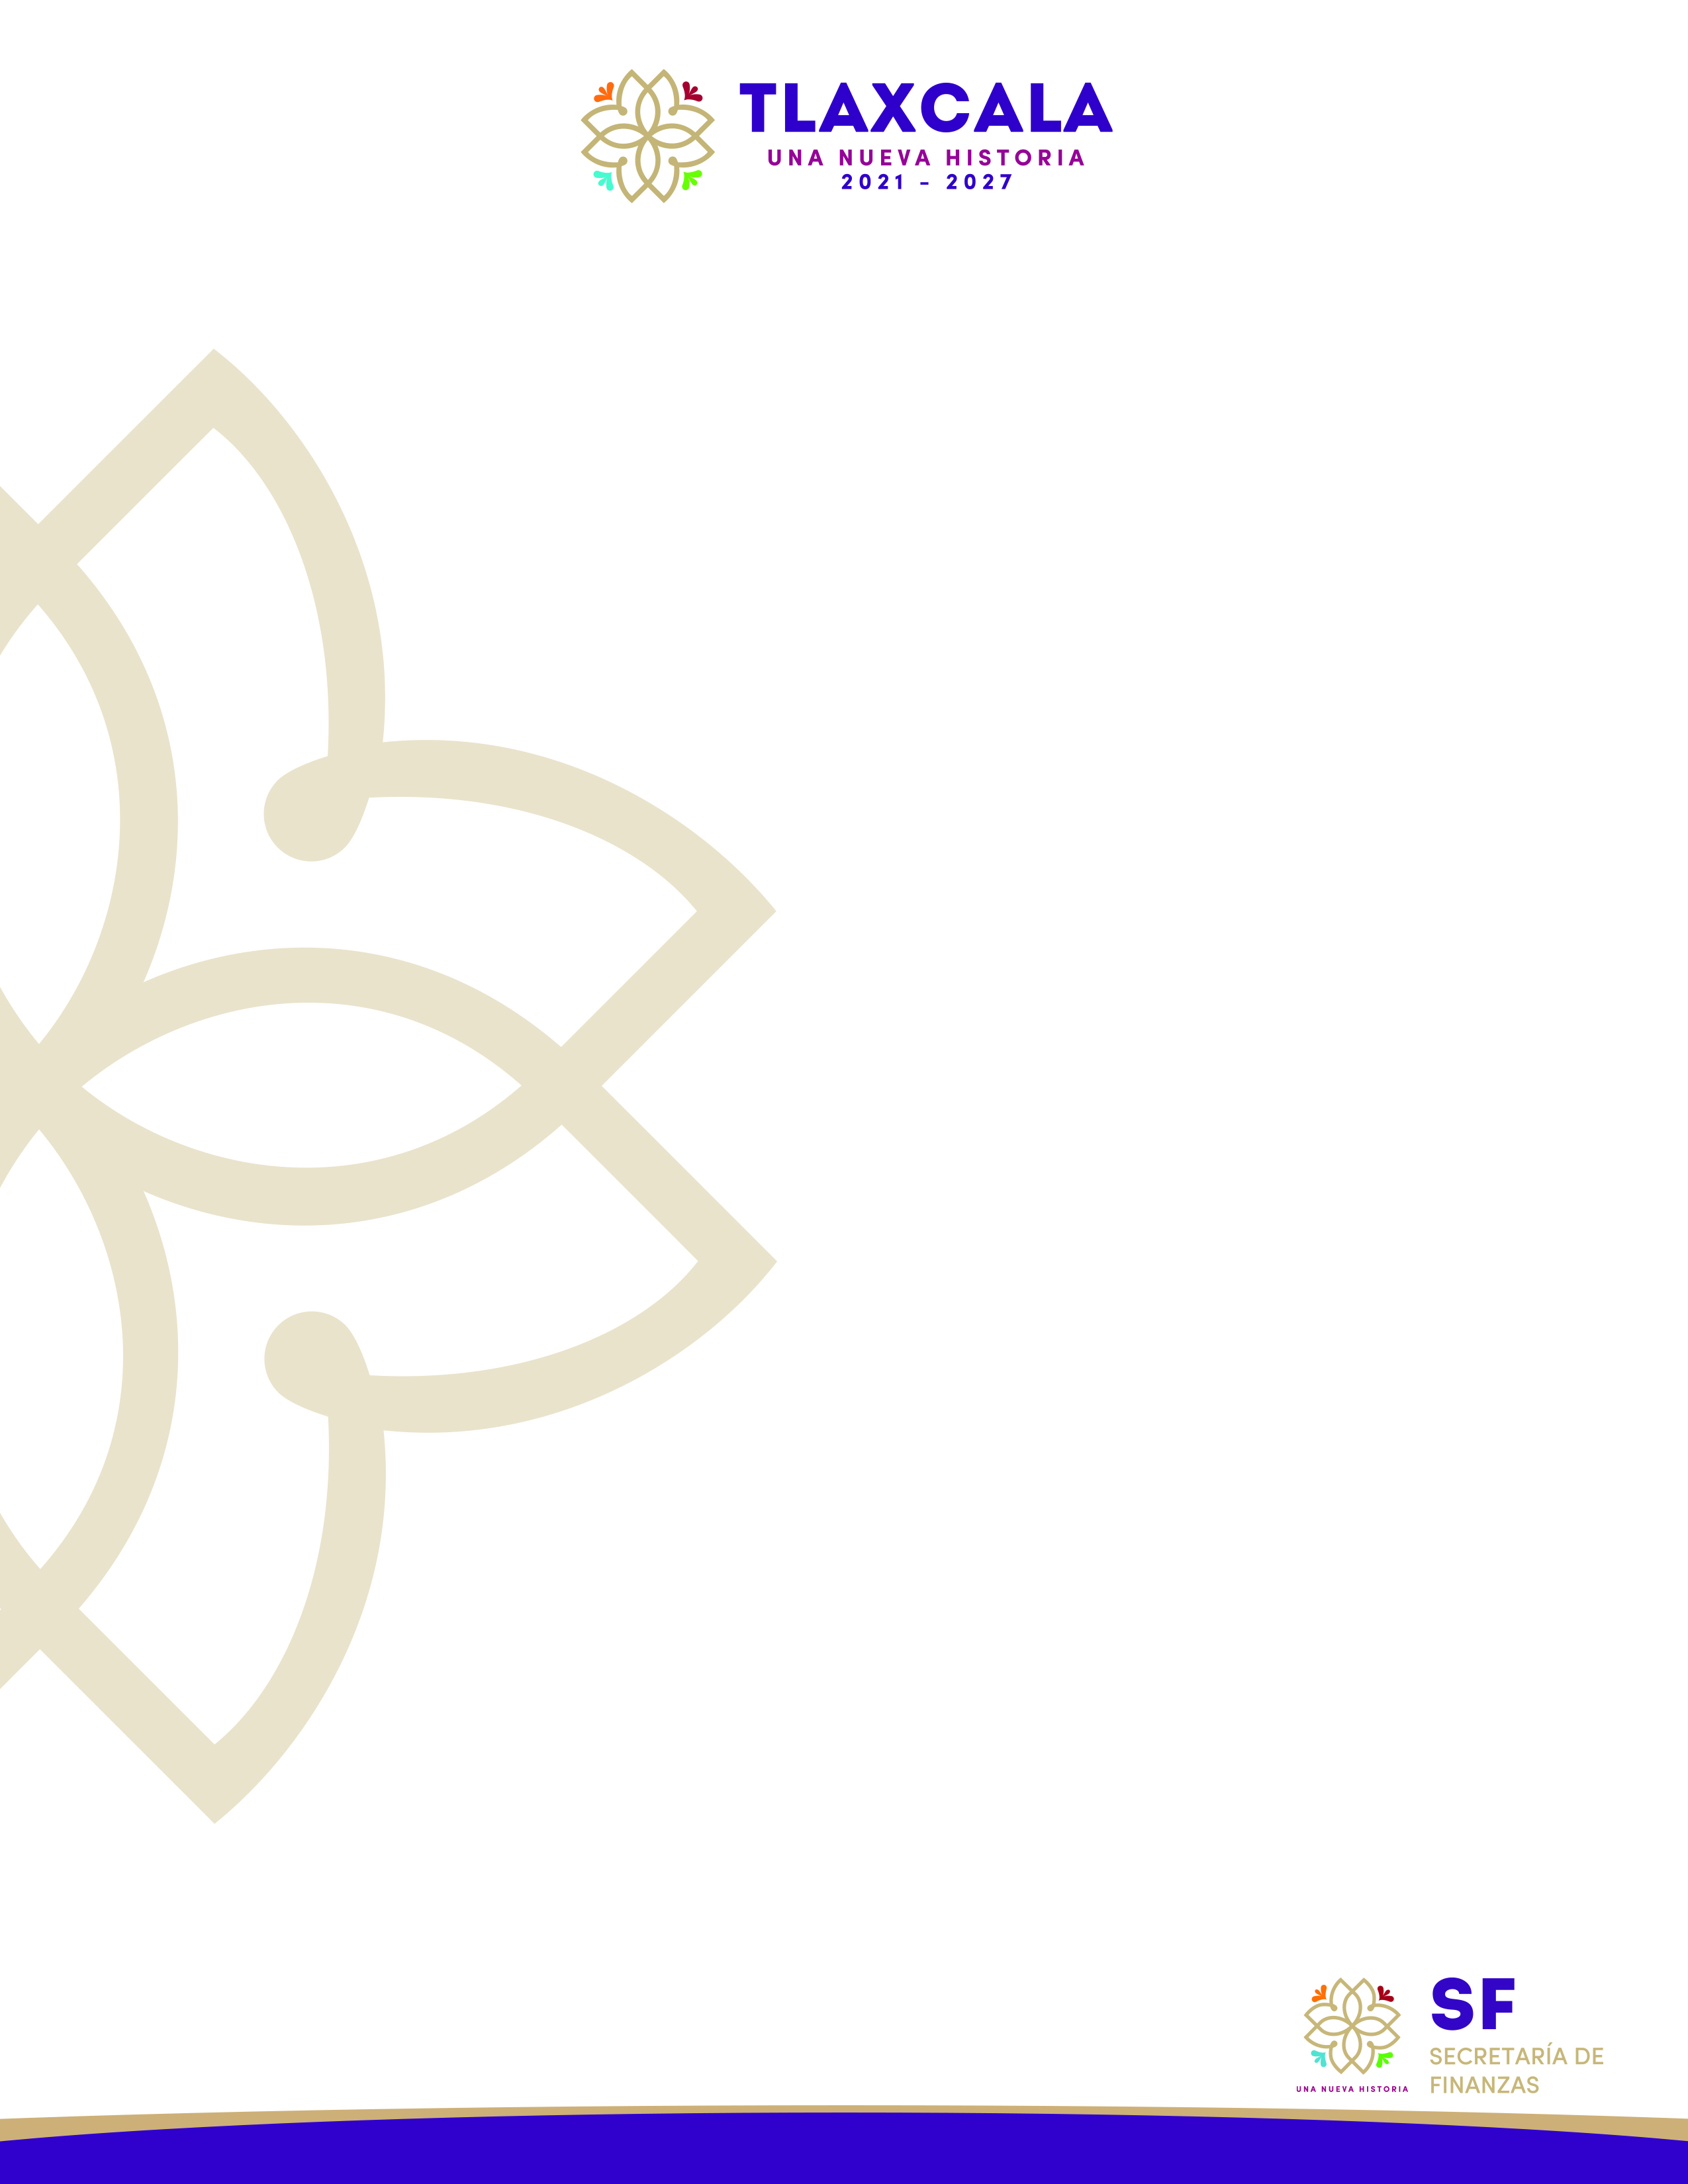 TLAXCALA
UNA NUEVA HISTORIA
2021 - 2027
SF
SECRETARÍA DE
FINANZAS
UNA NUEVA HISTORIA